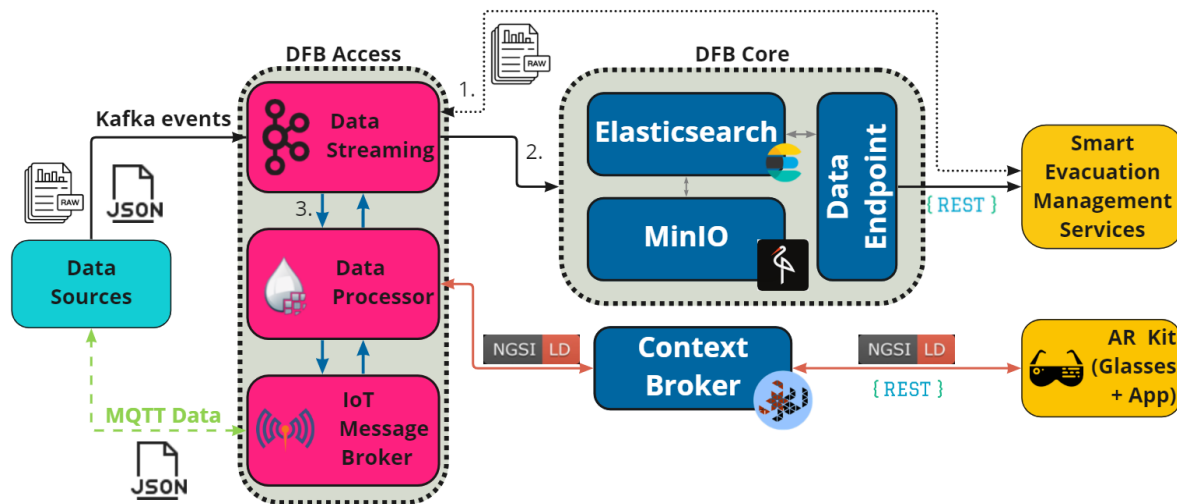 DFB Access
DFB Core
1.
RAW
Kafka events
Data
Streaming
2.
Elasticsearch
Data
Endpoint
Smart
Evacuation
Management
Services
RAW
JSON
3.
{ REST }
MinIO
Data
Sources
Data
Processor
NGSI LD
Context
Broker
NGSI LD
{ REST }
AR Kit
(Glasses
+ App)
MQTT Data
JSON
IoT
Message
Broker